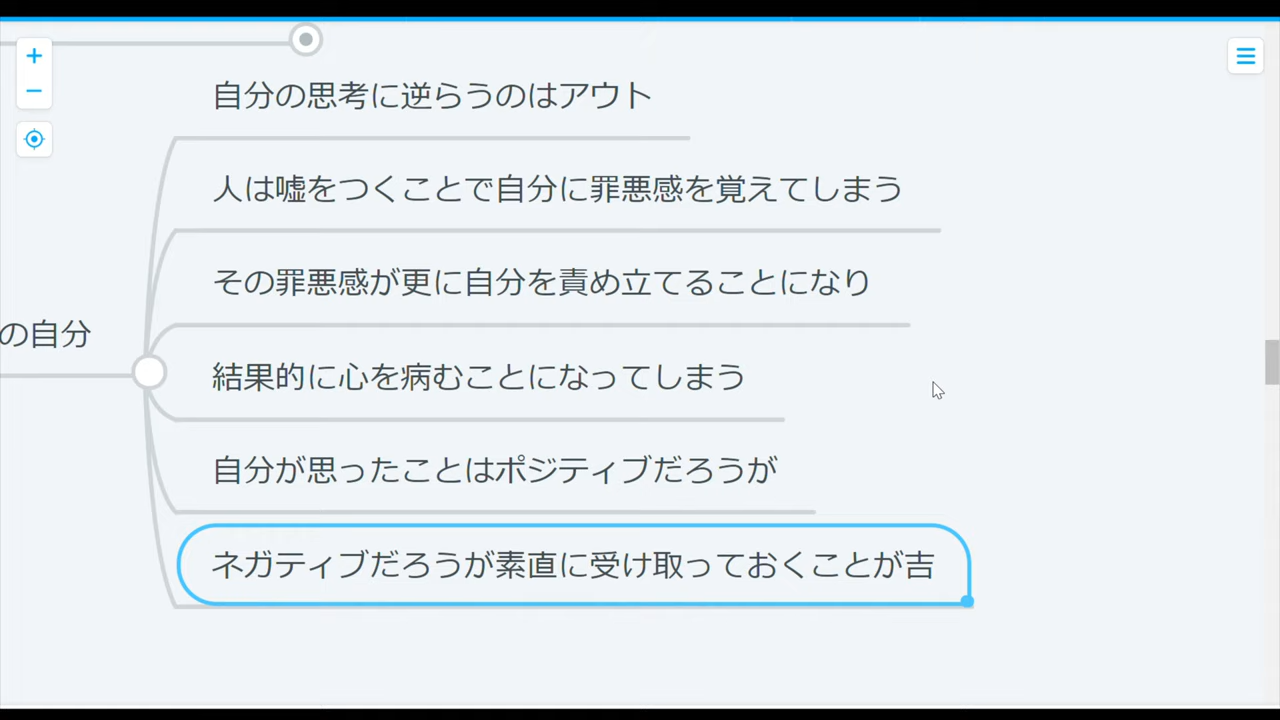 自分の思考に逆らうのはアウト
人は嘘をつくことで自分に罪悪感を覚えてしまう
その罪悪感が更に自分を責め立てることになり
の自分
結果的に心を病むことになってしまう
自分が思ったことはポジティブだろうが
ネガティブだろうが素直に受け取っておくことが吉